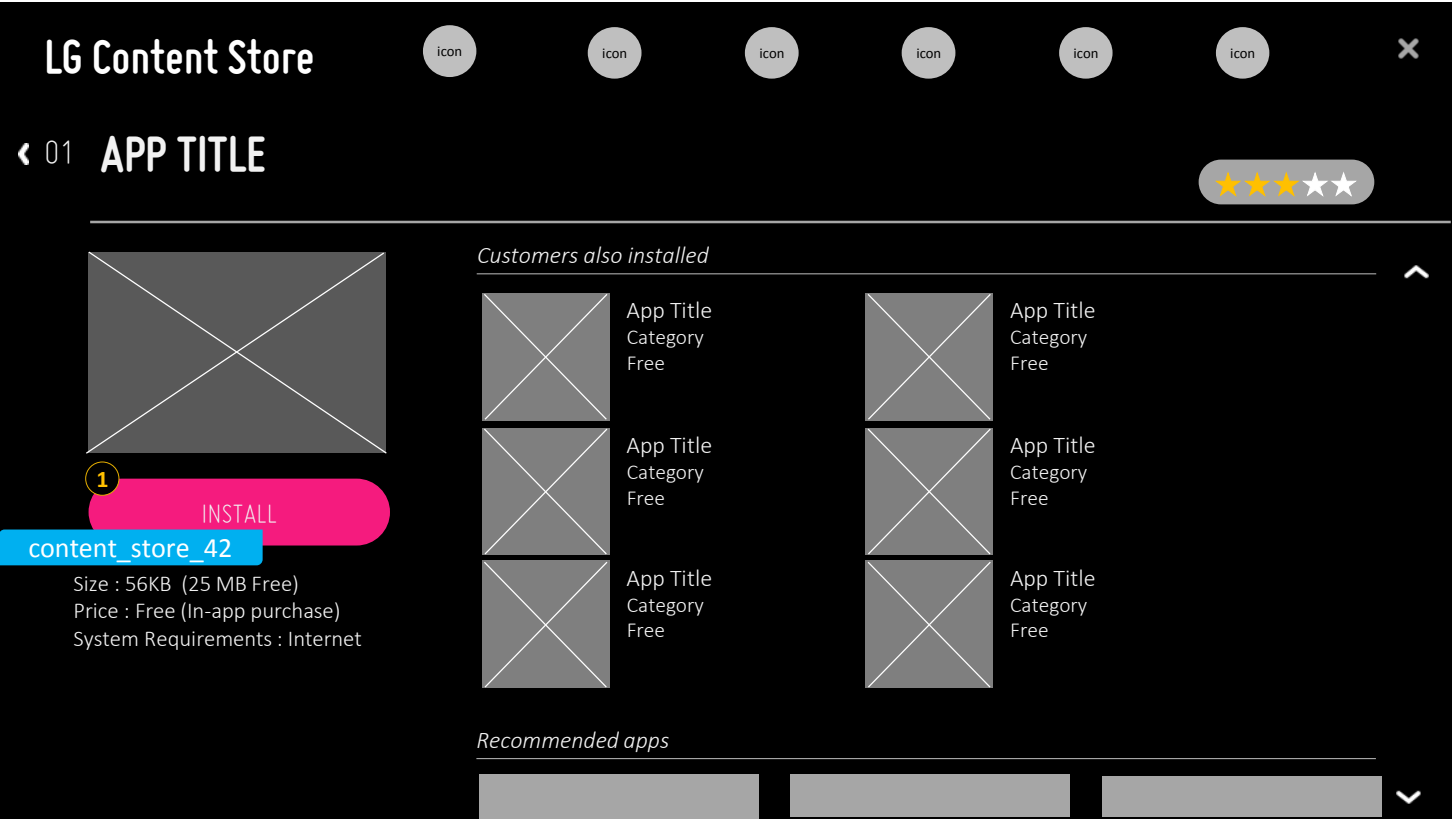 LG Content Store
icon
icon
icon
icon
icon
icon
01 APP TITLE
Customers also installed
App Title
Category
Free
App Title
Category
Free
1
INSTALL
content_store_42
Size : 56KB (25 MB Free)
Price : Free (In-app purchase)
System Requirements : Internet
App Title
Category
Free
App Title
Category
Free
App Title
Category
Free
App Title
Category
Free
Recommended apps